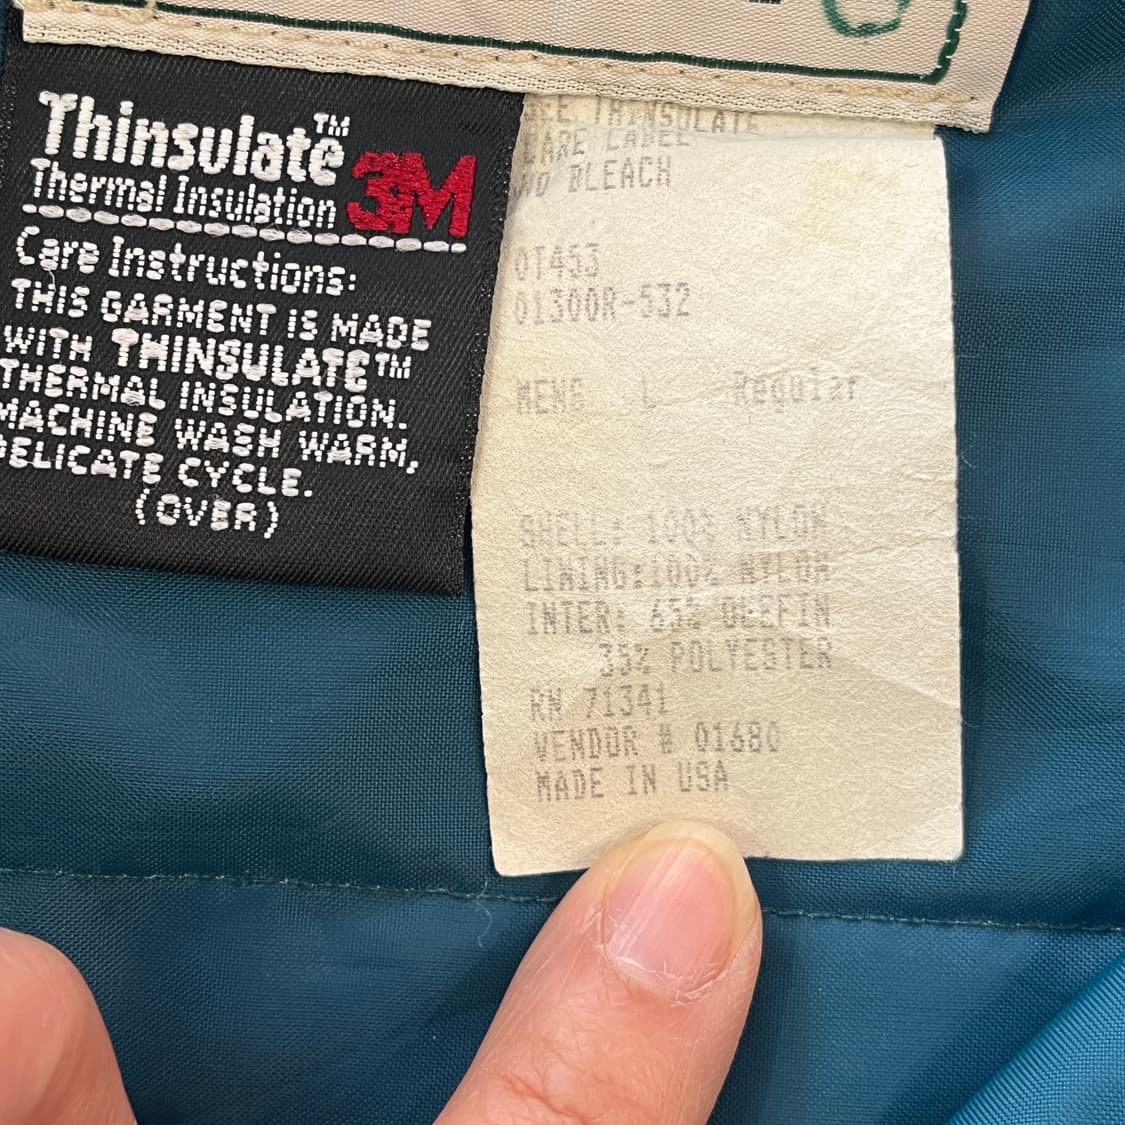 Thinsulate™
Thermal Insulation
3M
Care Instructions:
THIS GARMENT IS MADE
WITH THINSULATE™
THERMAL INSULATION.
MACHINE WASH WARM,
DELICATE CYCLE.
(OVER)
SEE THINSULATE
CARE LABEL
NO BLEACH
OT453
01300R-532
MENS L Regular
SHELL: 100% NYLON
LINING:100% NYLON
INTER: 65% OLEFIN
35% POLYESTER
RN 71341
VENDOR # 01680
MADE IN USA